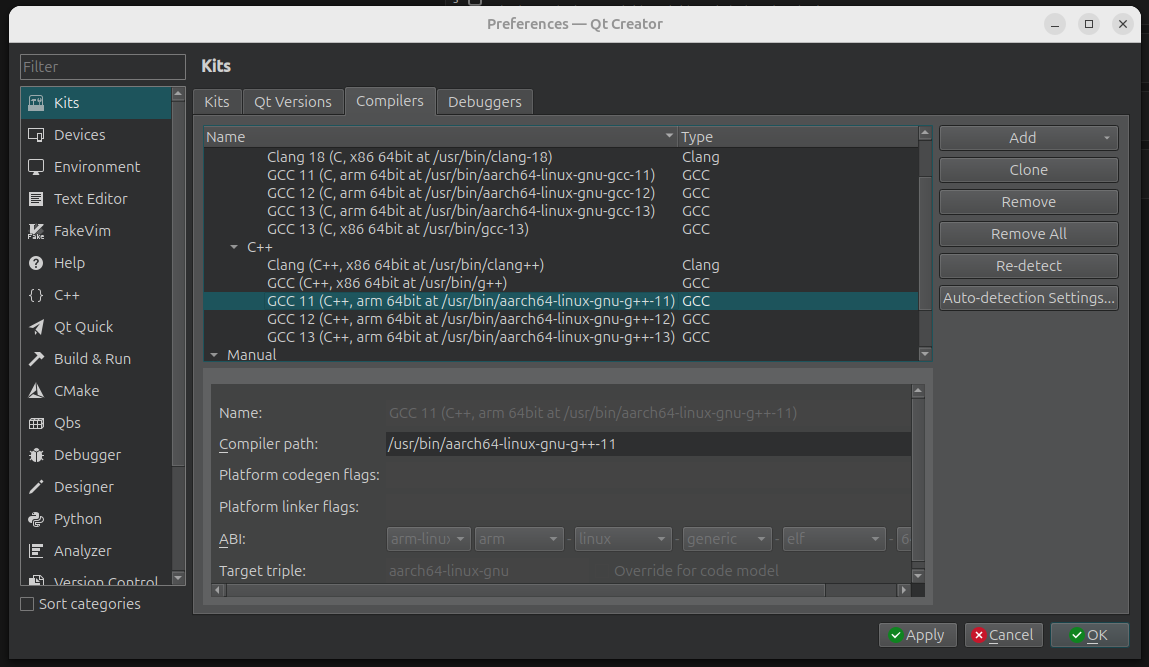 Preferences — Qt Creator
Filter
Kits
Devices
Environment
Text Editor
FakeVim
Fake
Help
{} C++
Qt Quick
Build & Run
CMake
Qbs
Debugger
Designer
Python
Analyzer
Version Control
Sort categories
Kits
Kits Qt Versions Compilers Debuggers
Name Type
Clang 18 (C, x86 64bit at /usr/bin/clang-18) Clang
GCC 11 (C, arm 64bit at /usr/bin/aarch64-linux-gnu-gcc-11) GCC
GCC 12 (C, arm 64bit at /usr/bin/aarch64-linux-gnu-gcc-12) GCC
GCC 13 (C, arm 64bit at /usr/bin/aarch64-linux-gnu-gcc-13) GCC
GCC 13 (C, x86 64bit at /usr/bin/gcc-13) GCC
C++
Clang (C++, x86 64bit at /usr/bin/clang++) Clang
GCC (C++, x86 64bit at /usr/bin/g++) GCC
GCC 11 (C++, arm 64bit at /usr/bin/aarch64-linux-gnu-g++-11) GCC
GCC 12 (C++, arm 64bit at /usr/bin/aarch64-linux-gnu-g++-12) GCC
GCC 13 (C++, arm 64bit at /usr/bin/aarch64-linux-gnu-g++-13) GCC
Manual
Name: GCC 11 (C++, arm 64bit at /usr/bin/aarch64-linux-gnu-g++-11)
Compiler path: /usr/bin/aarch64-linux-gnu-g++-11
Platform codegen flags:
Platform linker flags:
ABI: arm-linux arm - linux - generic - elf - 6
Target triple: aarch64-linux-gnu Override for code model
Add
Clone
Remove
Remove All
Re-detect
Auto-detection Settings...
Apply Cancel OK